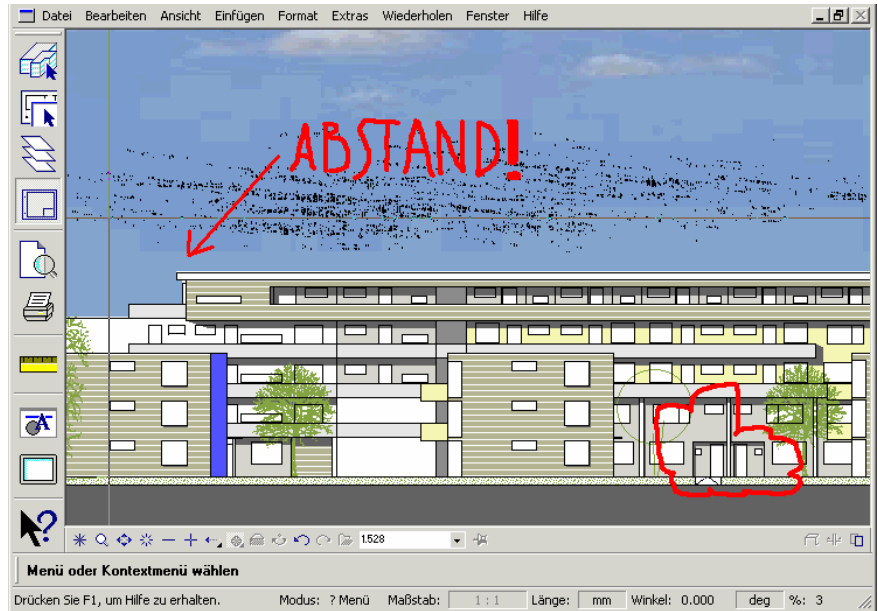 Datei Bearbeiten Ansicht Einfügen Format Extras Wiederholen Fenster Hilfe
ABSTAND!
1.528
Menü oder Kontextmenü wählen
Drücken Sie F1, um Hilfe zu erhalten. Modus: ? Menü Maßstab: 1 : 1 Länge: mm Winkel: 0.000 deg %: 3